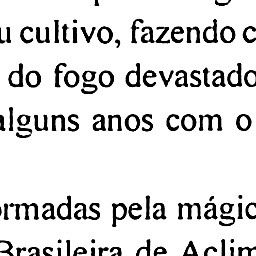 u cultivo, fazendo c
do fogo devastado
alguns anos com o
ormadas pela mágic
Brasileira de Aclim